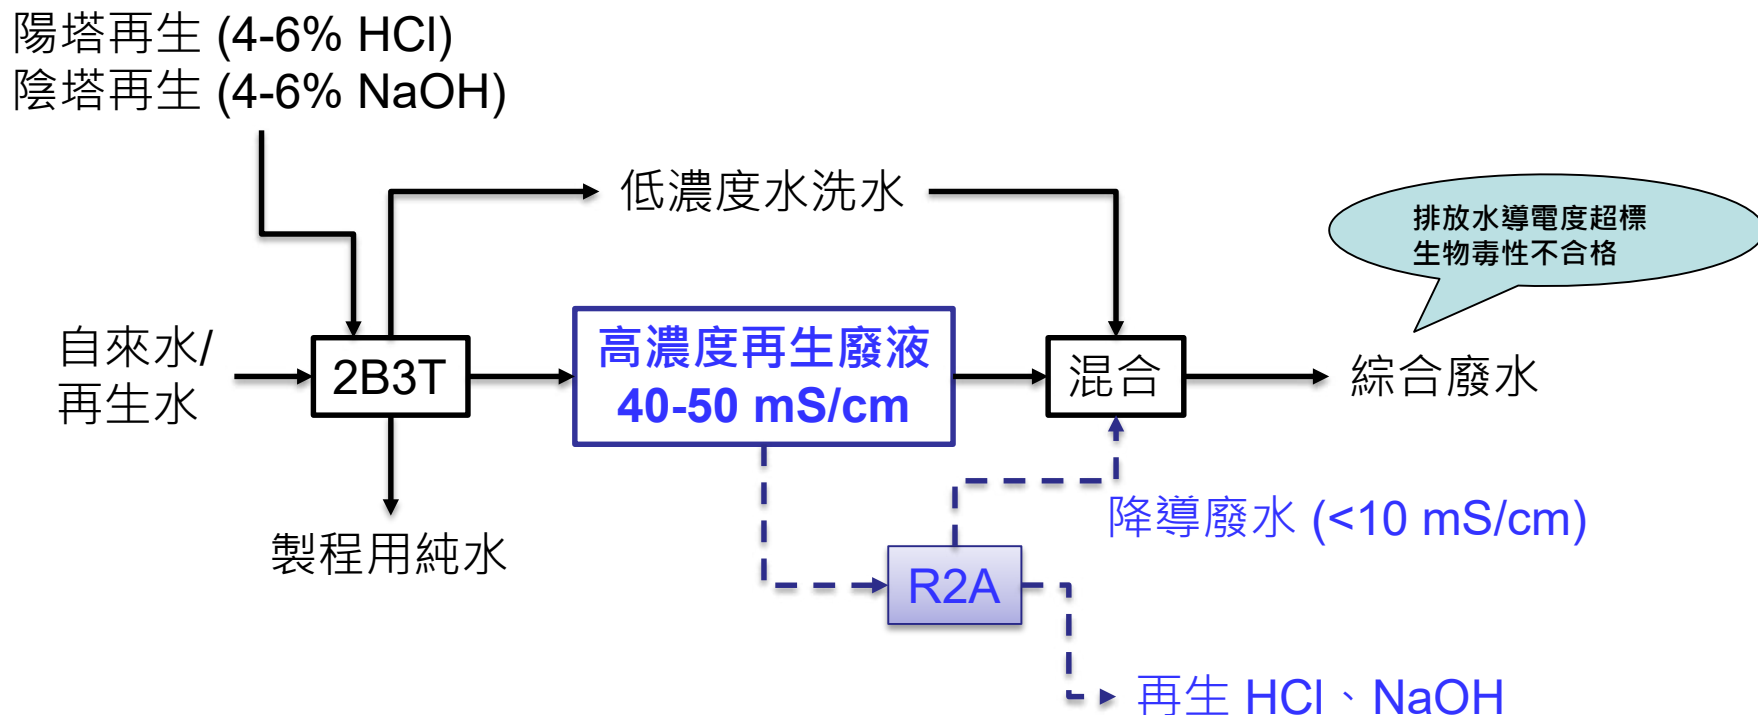 陽塔再生 (4-6% HCl)
陰塔再生 (4-6% NaOH)
低濃度水洗水
排放水導電度超標
生物毒性不合格
自來水/
再生水
2B3T
高濃度再生廢液
40-50 mS/cm
混合
綜合廢水
製程用純水
降導廢水 (<10 mS/cm)
R2A
再生 HCl、NaOH